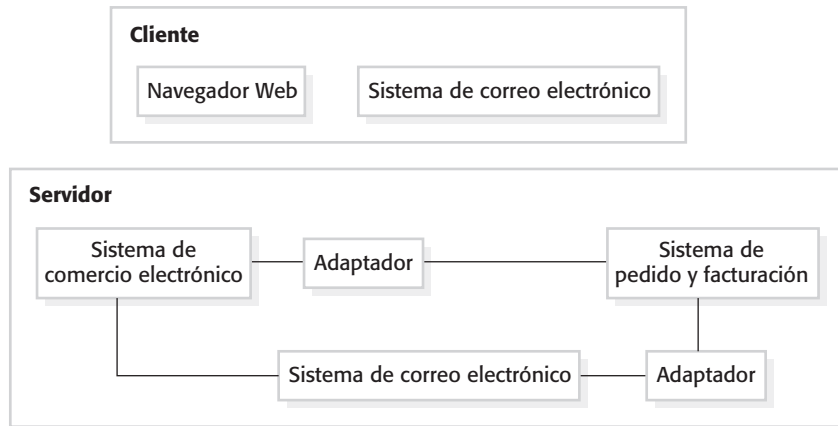 Cliente
Navegador Web
Sistema de correo electrónico
Servidor
Sistema de
comercio electrónico
Adaptador
Sistema de
pedido y facturación
Sistema de correo electrónico
Adaptador